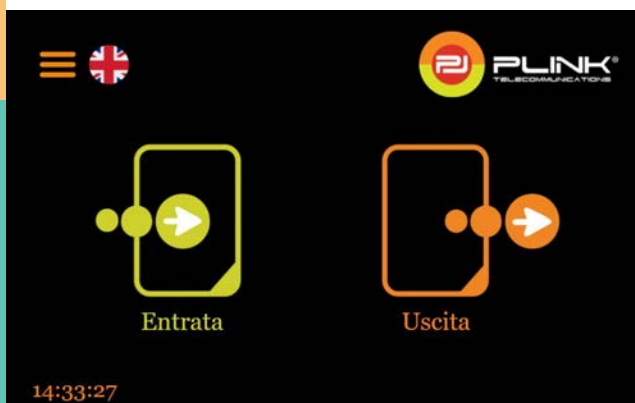 PLINK®
TELECOMMUNICATIONS
Entrata
Uscita
14:33:27